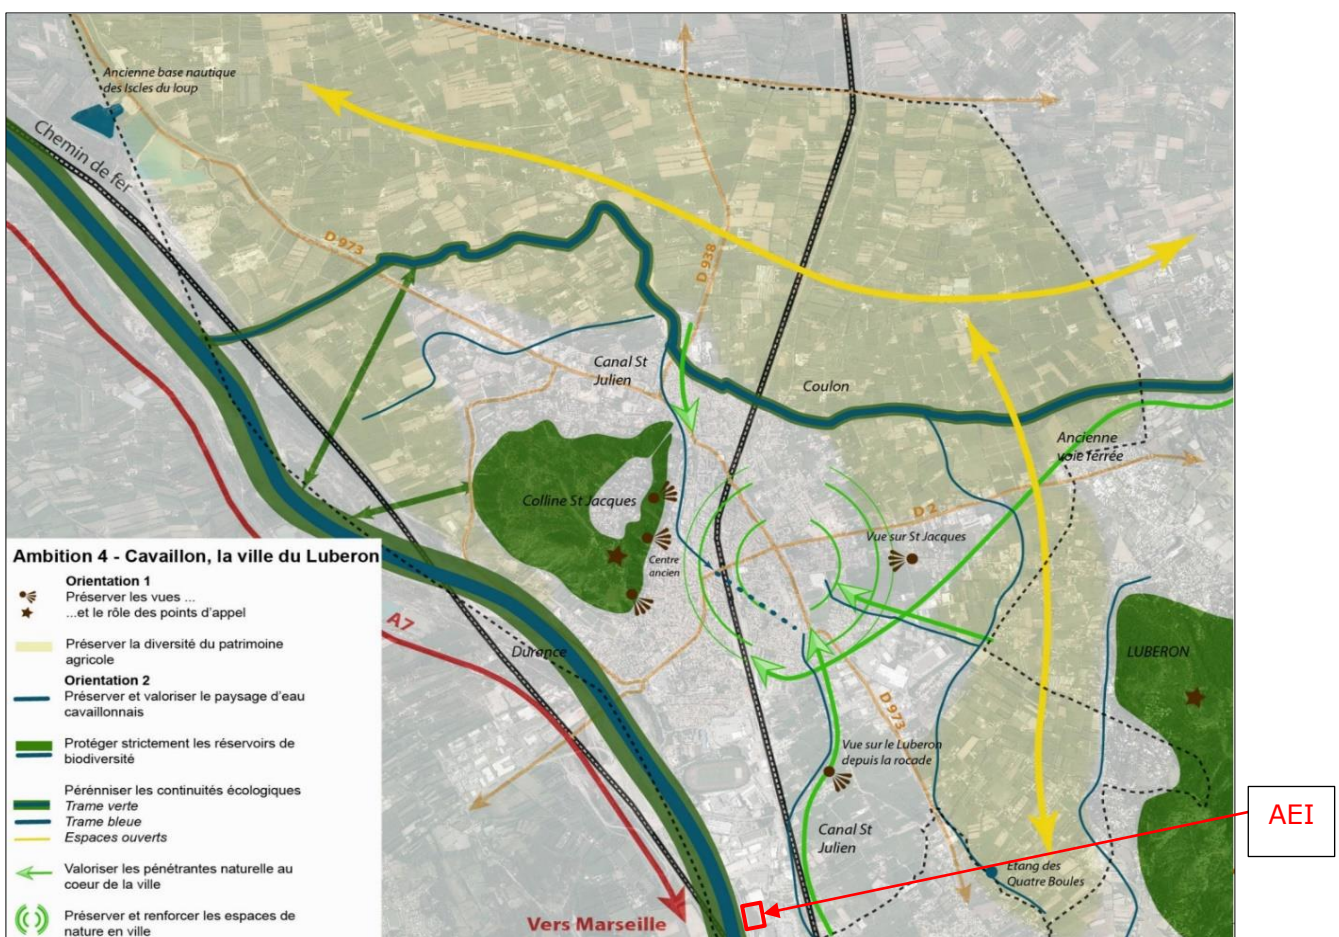 Ancienne base nautique
des Iscles du loup
Chemin de fer
D 973
D 938
Canal St
Julien
Coulon
Ancienne
voie ferrée
Colline St Jacques
D 2
Vue sur St Jacques
Centre
ancien
Ambition 4 - Cavaillon, la ville du Luberon
Orientation 1
Préserver les vues ...
...et le rôle des points d'appel
Préserver la diversité du patrimoine
agricole
Orientation 2
Préserver et valoriser le paysage d'eau
cavaillonnais
Protéger strictement les réservoirs de
biodiversité
Pérénniser les continuités écologiques
Trame verte
Trame bleue
Espaces ouverts
Valoriser les pénétrantes naturelle au
coeur de la ville
Préserver et renforcer les espaces de
nature en ville
A7
Durance
LUBERON
D 973
Vue sur le Luberon
depuis la rocade
Canal St
Julien
Etang des
Quatre Boules
Vers Marseille
AEI